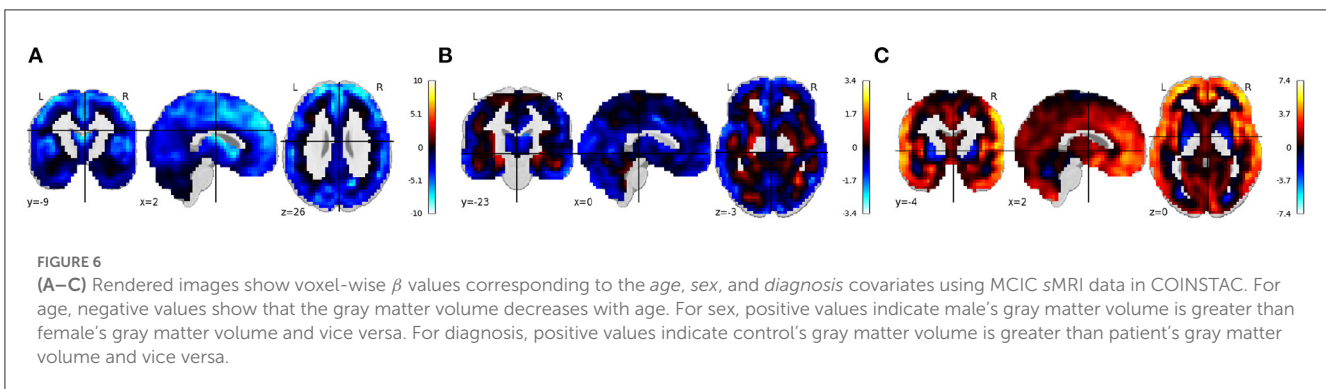 A
B
C
L
R
y=-9
x=2
L
R
z=26
10
5.1
0
-5.1
-10
L
R
y=-23
x=0
L
R
z=-3
3.4
1.7
0
-1.7
-3.4
L
R
y=-4
x=2
L
R
z=0
7.4
3.7
0
-3.7
-7.4
FIGURE 6
(A–C) Rendered images show voxel-wise β values corresponding to the age, sex, and diagnosis covariates using MCIC sMRI data in COINSTAC. For
age, negative values show that the gray matter volume decreases with age. For sex, positive values indicate male's gray matter volume is greater than
female's gray matter volume and vice versa. For diagnosis, positive values indicate control's gray matter volume is greater than patient's gray matter
volume and vice versa.